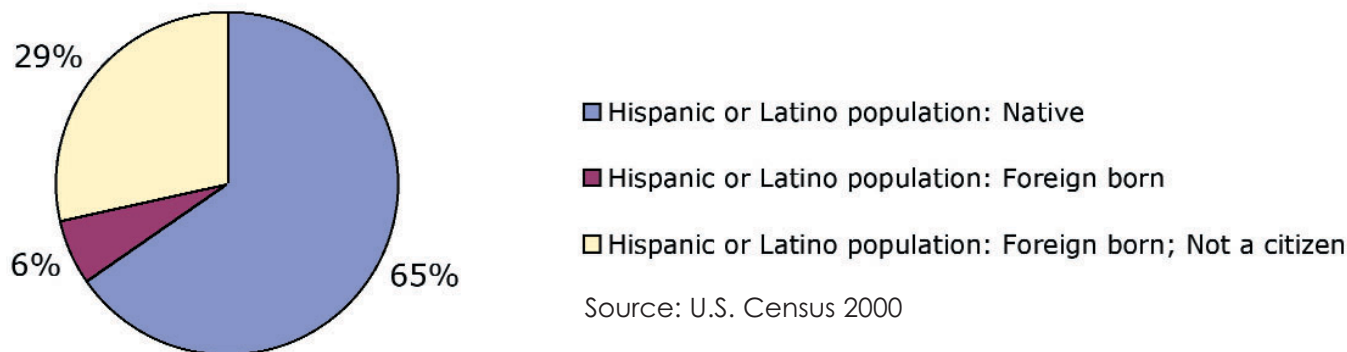 29%
6%
65%
Hispanic or Latino population: Native
Hispanic or Latino population: Foreign born
Hispanic or Latino population: Foreign born; Not a citizen
Source: U.S. Census 2000